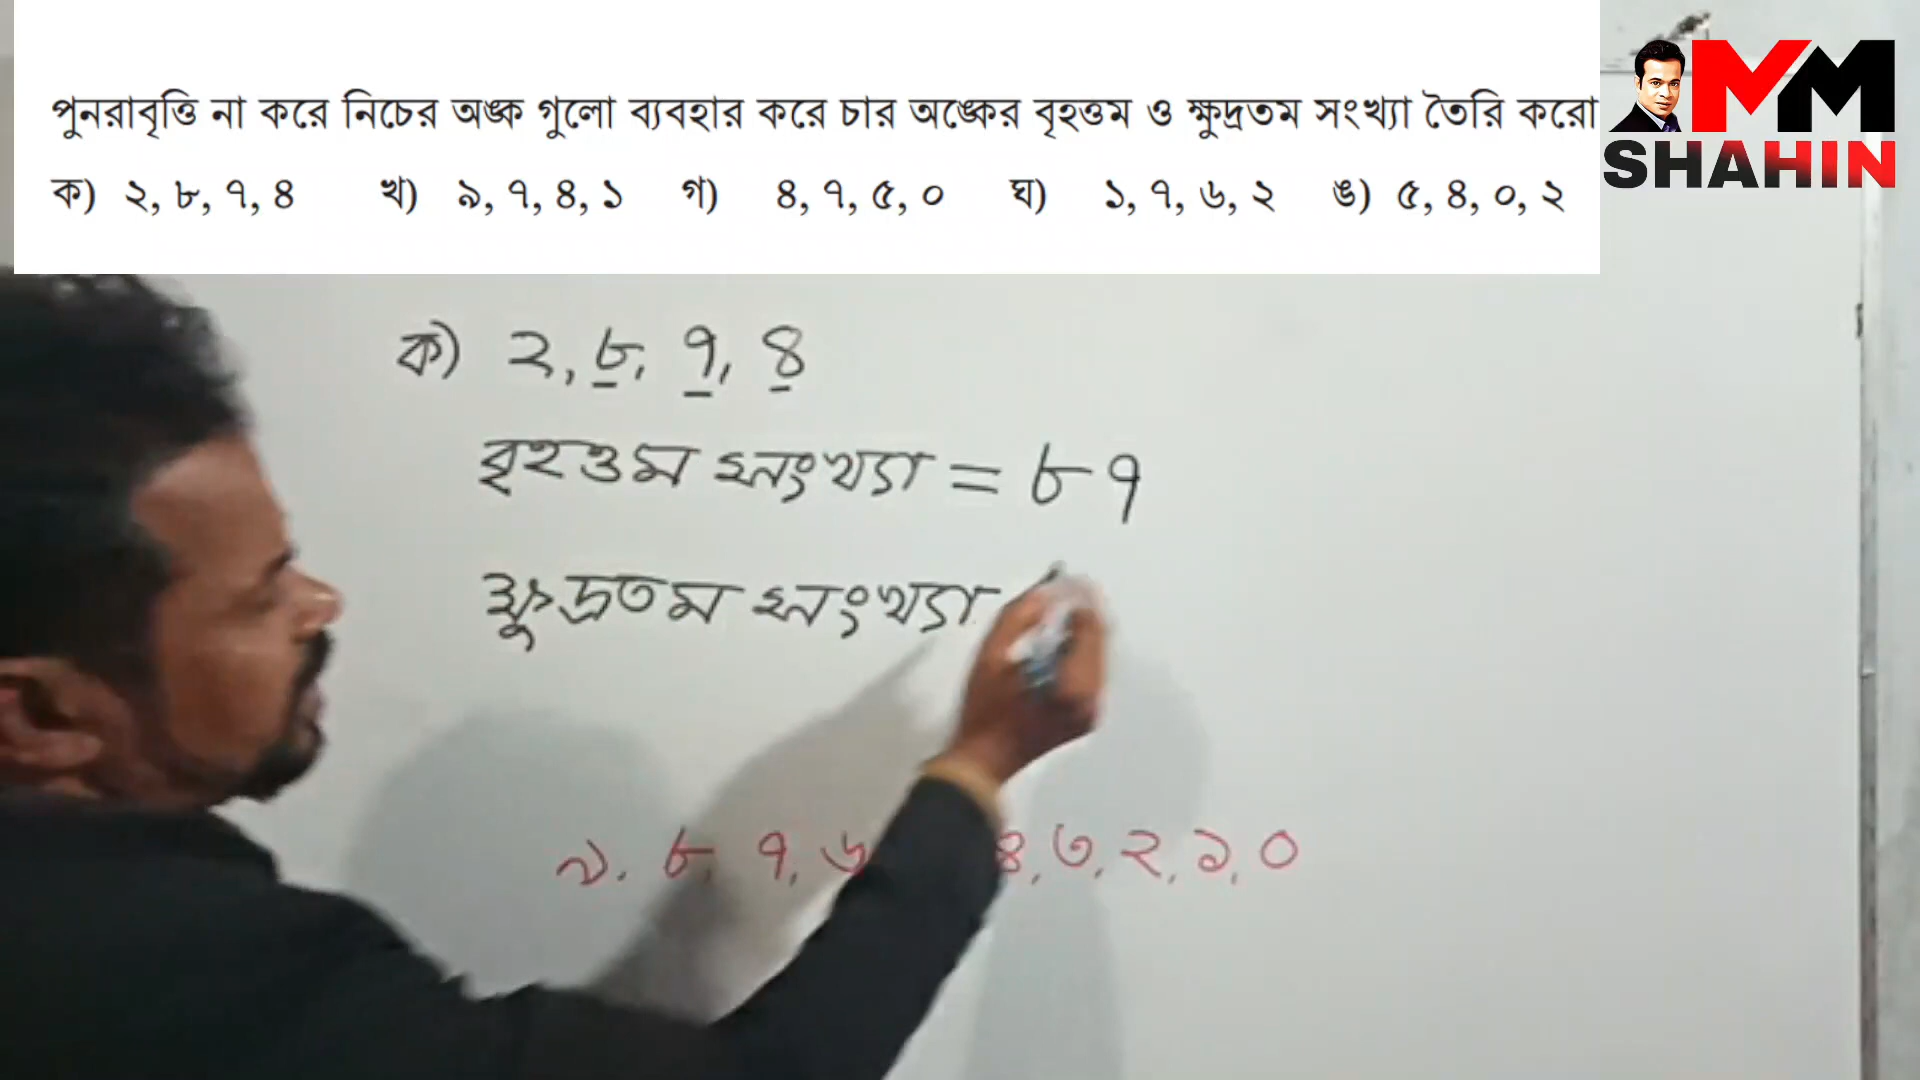 পুনরাবৃত্তি না করে নিচের অঙ্ক গুলো ব্যবহার করে চার অঙ্কের বৃহত্তম ও ক্ষুদ্রতম সংখ্যা তৈরি করো
ক) ২, ৮, ৭, ৪ খ) ৯, ৭, ৪, ১ গ) ৪, ৭, ৫, ০ ঘ) ১, ৭, ৬, ২ ঙ) ৫, ৪, ০, ২
MM
SHAHIN
ক) ২, ৮, ৭, ৪
বৃহত্তম সংখ্যা = ৮৭
ক্ষুদ্রতম সংখ্যা
৯, ৮, ৭, ৬ ৪, ৩, ২, ১, ০